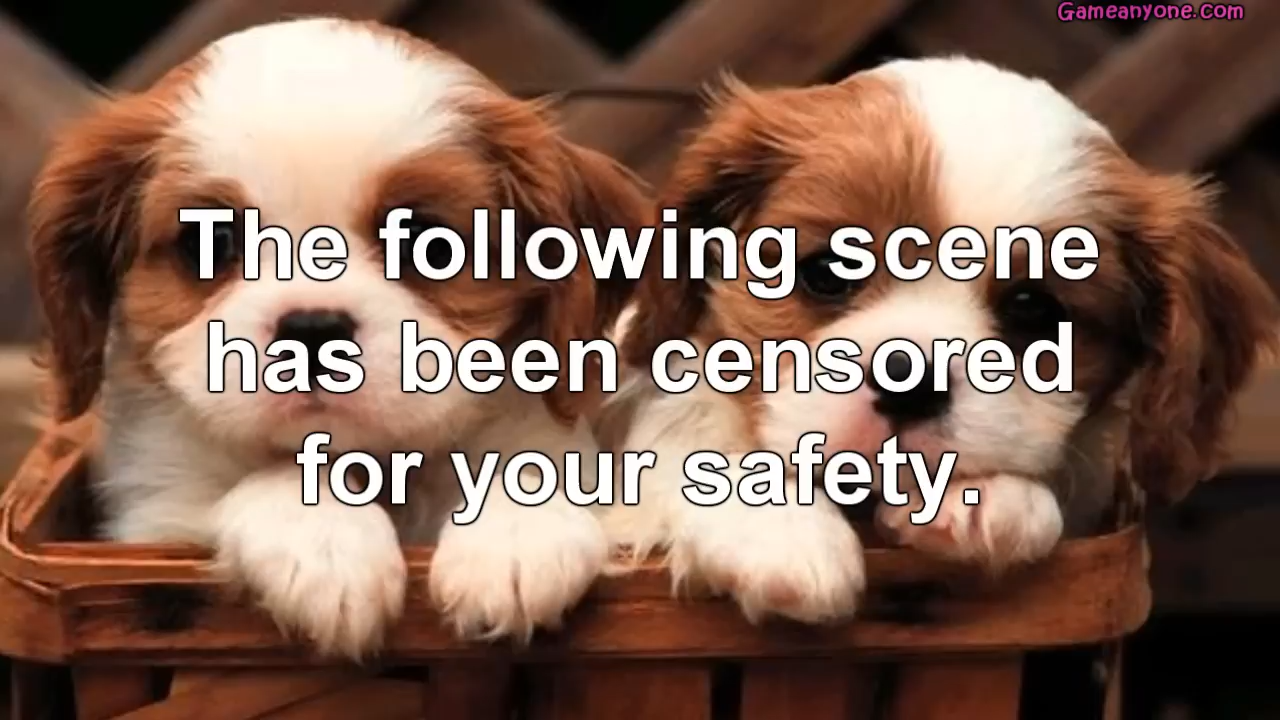 Gameanyone.com
The following scene
has been censored
for your safety.